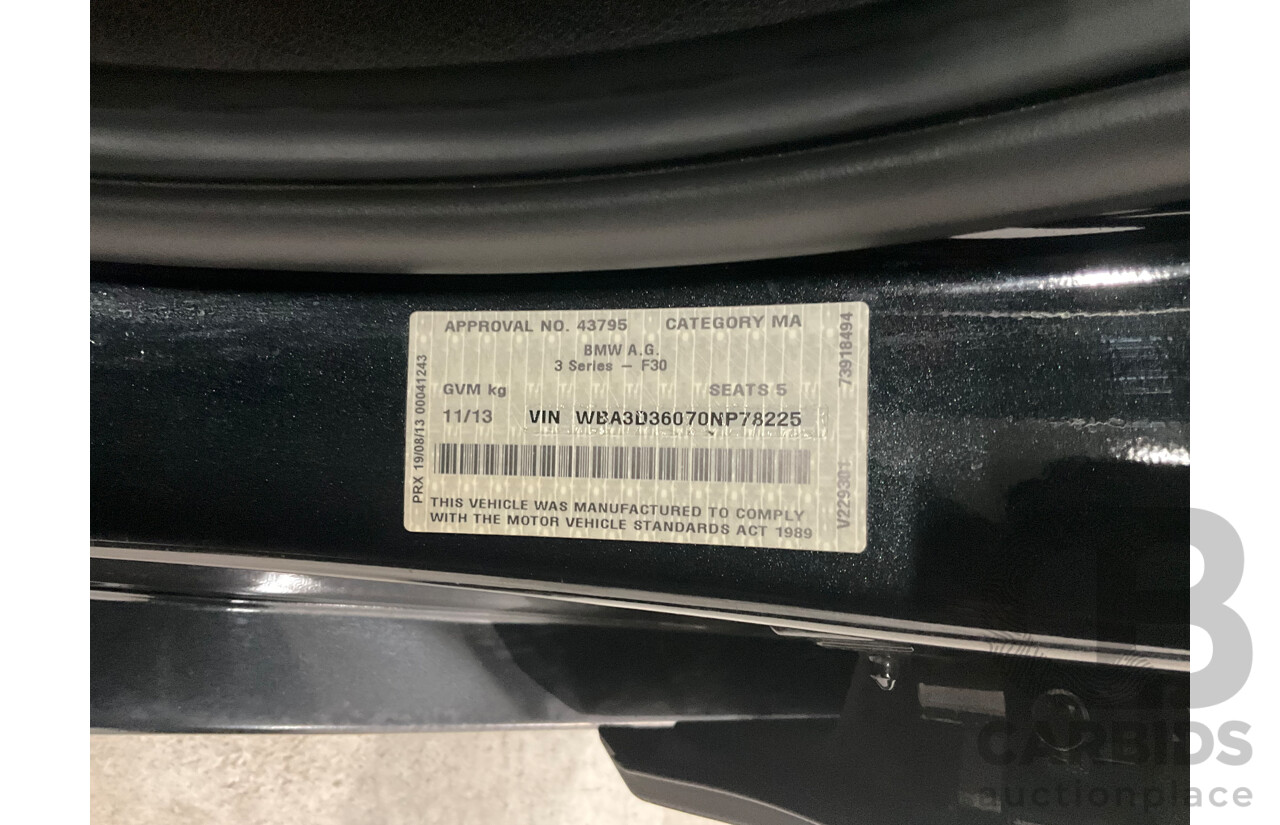 APPROVAL NO. 43795 CATEGORY MA
BMW A.G.
3 Series – F30
GVM kg SEATS 5
11/13 VIN WBA3D36070NP78225
THIS VEHICLE WAS MANUFACTURED TO COMPLY
WITH THE MOTOR VEHICLE STANDARDS ACT 1989
PRX 19/08/13 00041243
V229301 73918494
CARBIDS
auctionplace